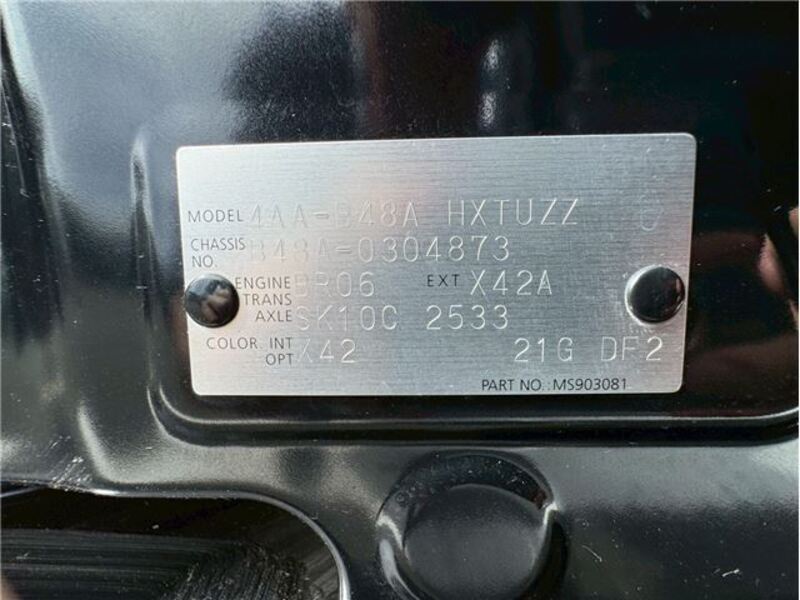 MODEL 4AA-B48A HXTUZZ
CHASSIS NO. B48A-0304873
ENGINE BR06 EXT X42A
TRANS AXLE SK10C 2533
COLOR INT OPT X42 21G DF2
PART NO.: MS903081